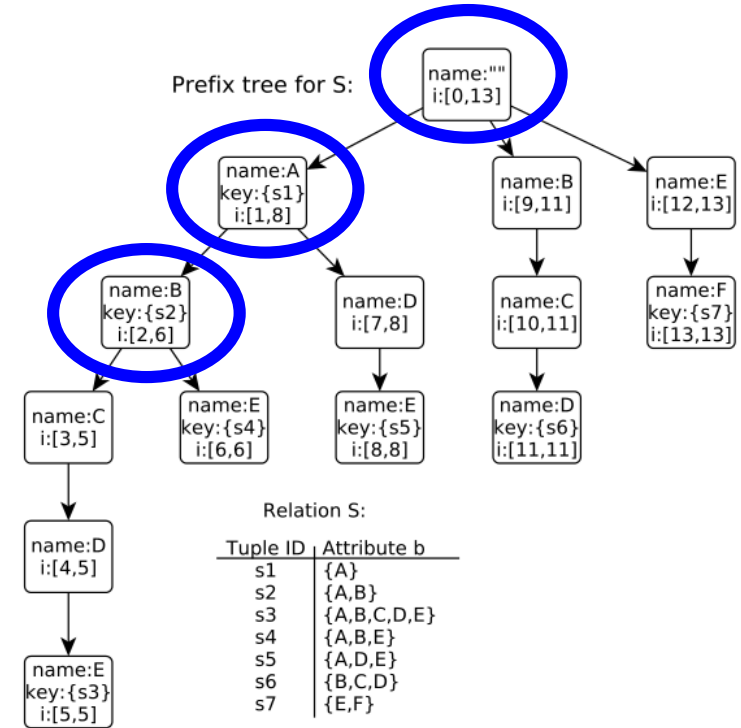 name:""
i:[0,13]
Prefix tree for S:
name:A
key:{s1}
i:[1,8]
name:B
i:[9,11]
name:E
i:[12,13]
name:B
key:{s2}
i:[2,6]
name:D
i:[7,8]
name:C
i:[10,11]
name:F
key:{s7}
i:[13,13]
name:C
i:[3,5]
name:E
key:{s4}
i:[6,6]
name:E
key:{s5}
i:[8,8]
name:D
key:{s6}
i:[11,11]
name:D
i:[4,5]
name:E
key:{s3}
i:[5,5]
Relation S:
Tuple ID Attribute b
s1 {A}
s2 {A,B}
s3 {A,B,C,D,E}
s4 {A,B,E}
s5 {A,D,E}
s6 {B,C,D}
s7 {E,F}